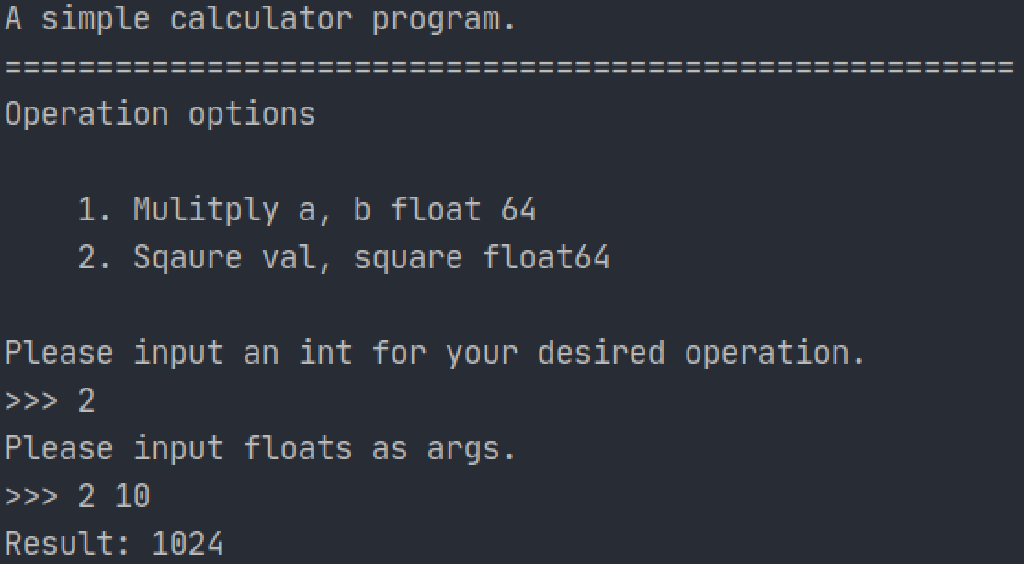 A simple calculator program.
=======================================================
Operation options
1. Mulitply a, b float 64
2. Sqaure val, square float64
Please input an int for your desired operation.
>>> 2
Please input floats as args.
>>> 2 10
Result: 1024